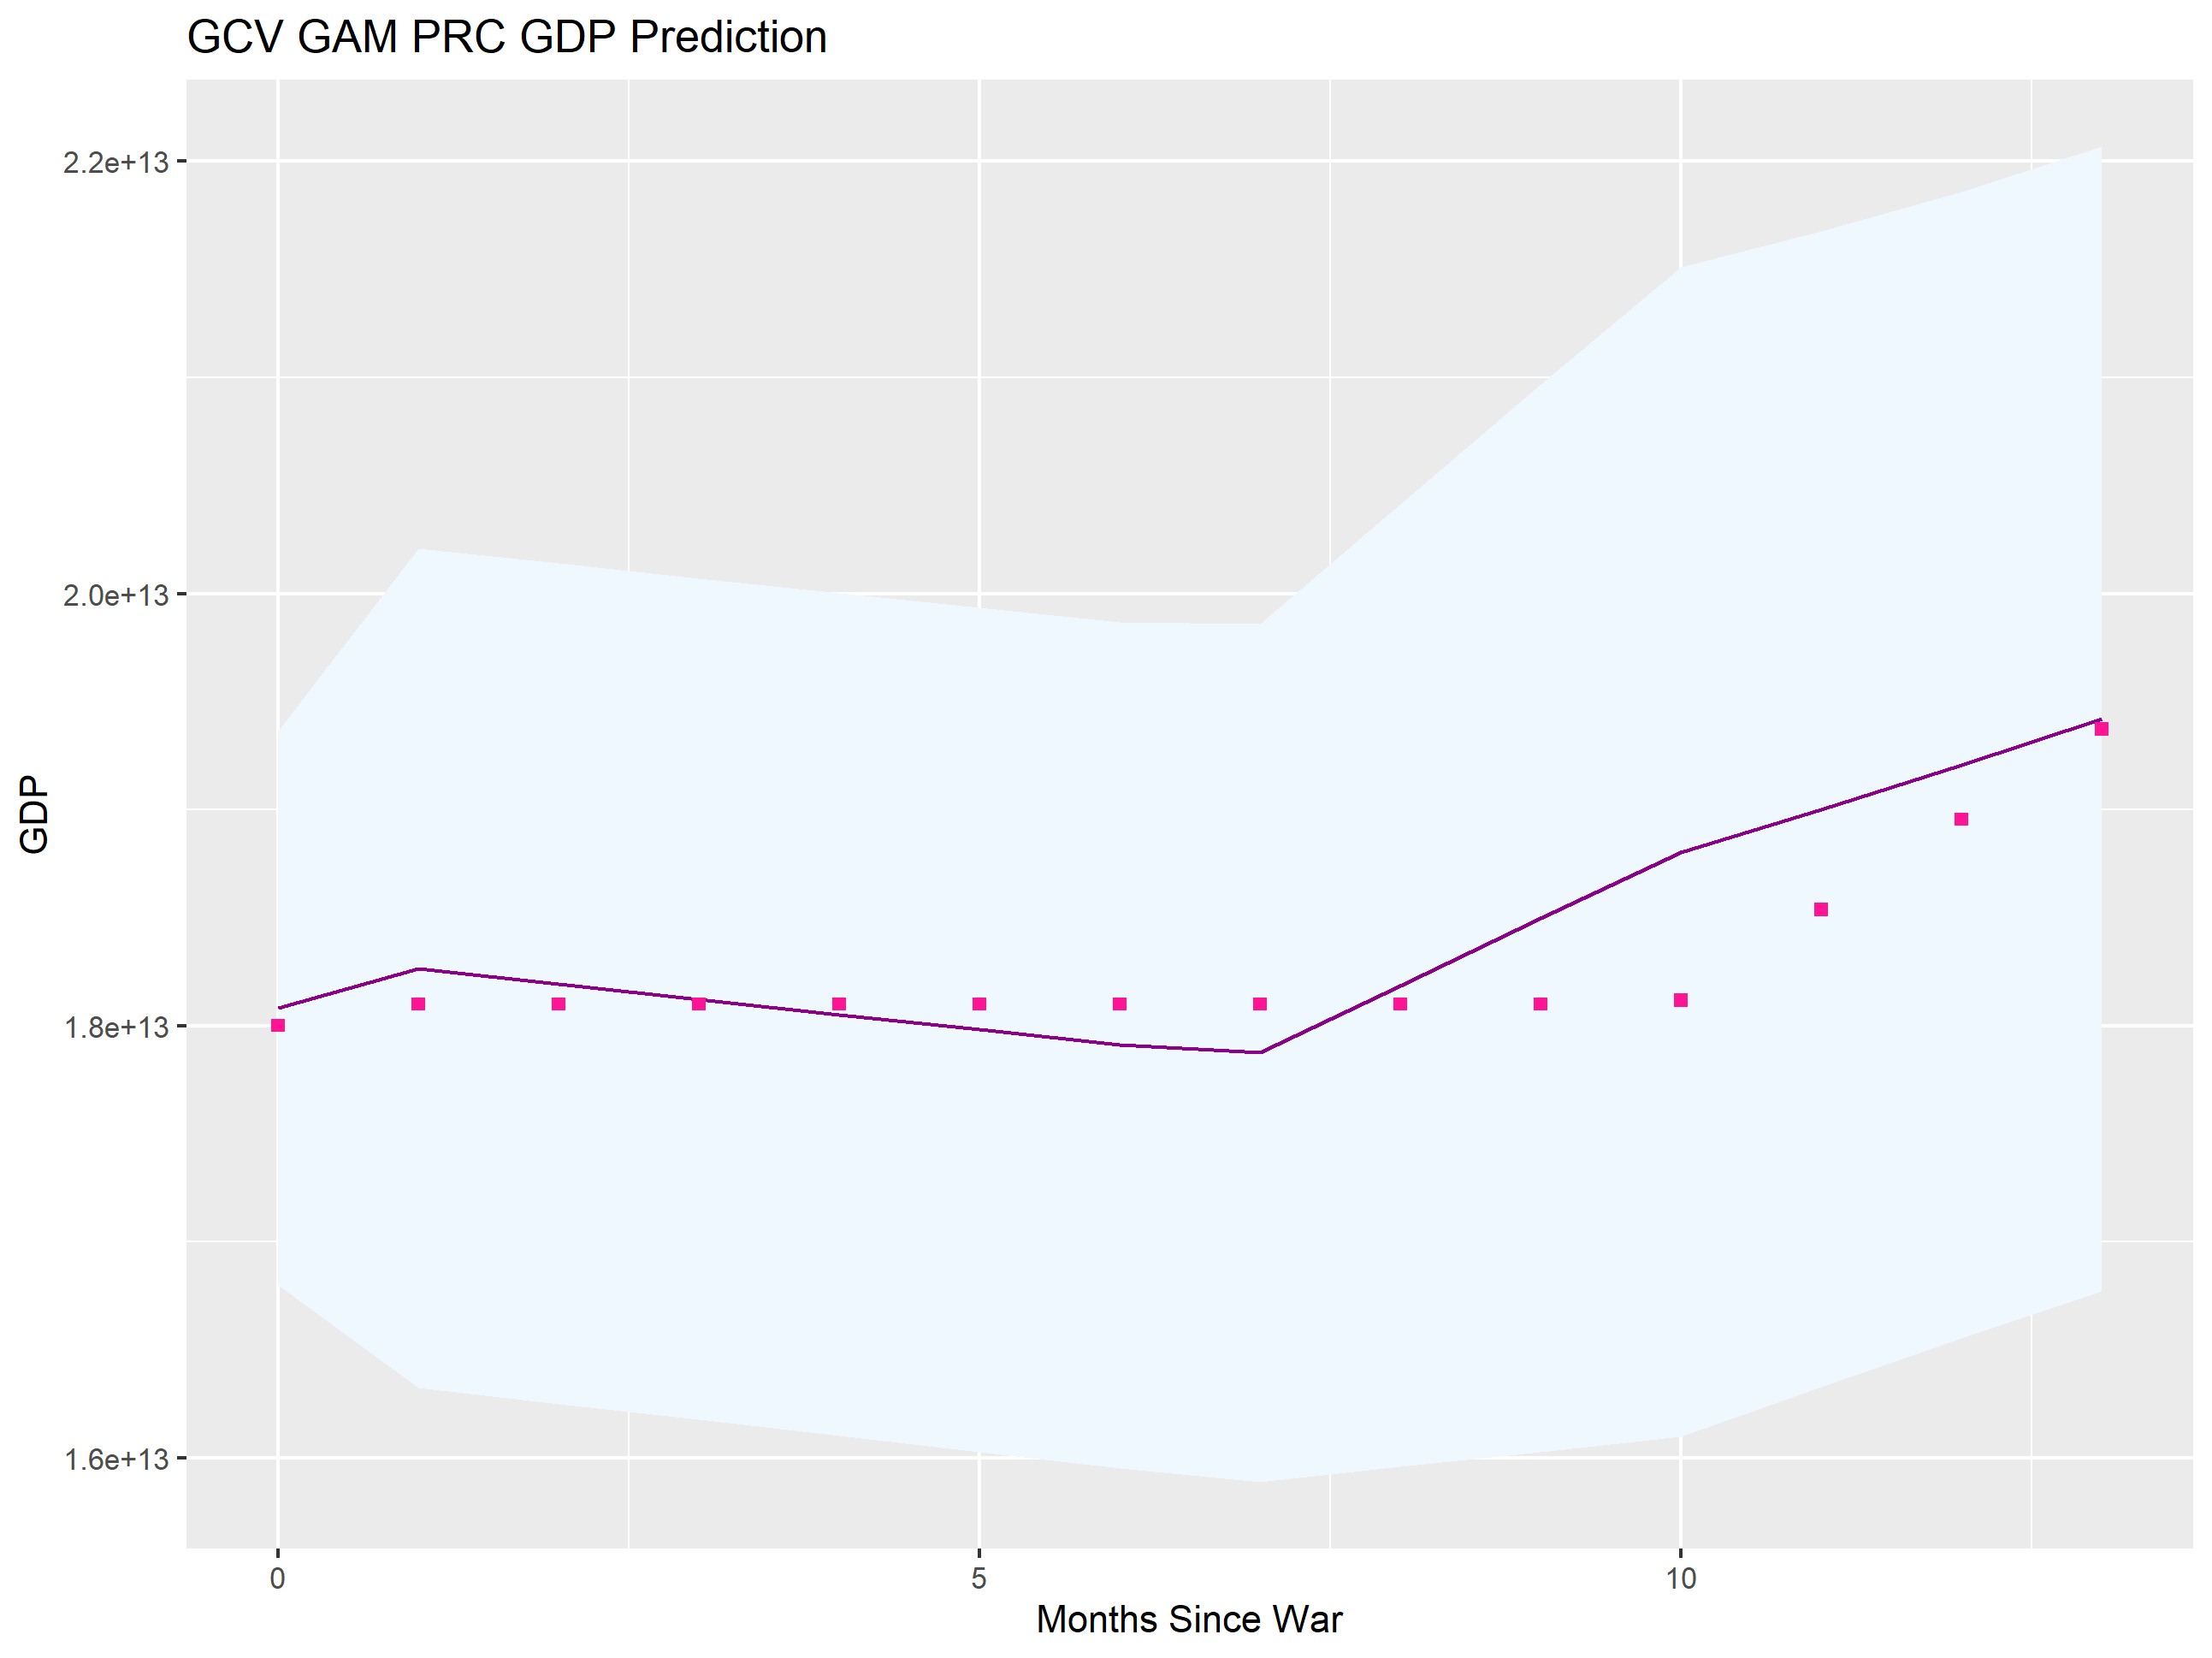 GCV GAM PRC GDP Prediction
2.2e+13
2.0e+13
1.8e+13
1.6e+13
GDP
0 5 10
Months Since War